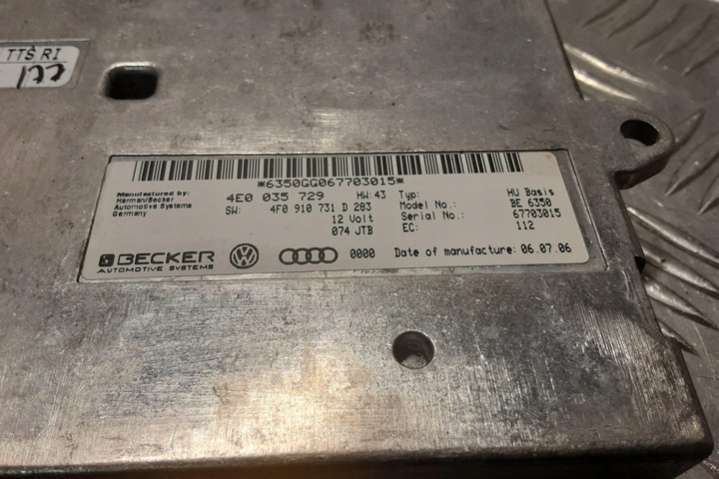 TTS RI
*6350GG067703015*
Manufactured by:
Harman/Becker
Automotive Systems
Germany
4E0 035 729 HW: 43 Typ: HU Basis
SW: 4F0 910 731 D 203 Model No.: BE 6350
12 Volt Serial No.: 67703015
074 JTB EC: 112
BECKER
AUTOMOTIVE SYSTEMS
0000 Date of manufacture: 06.07.06